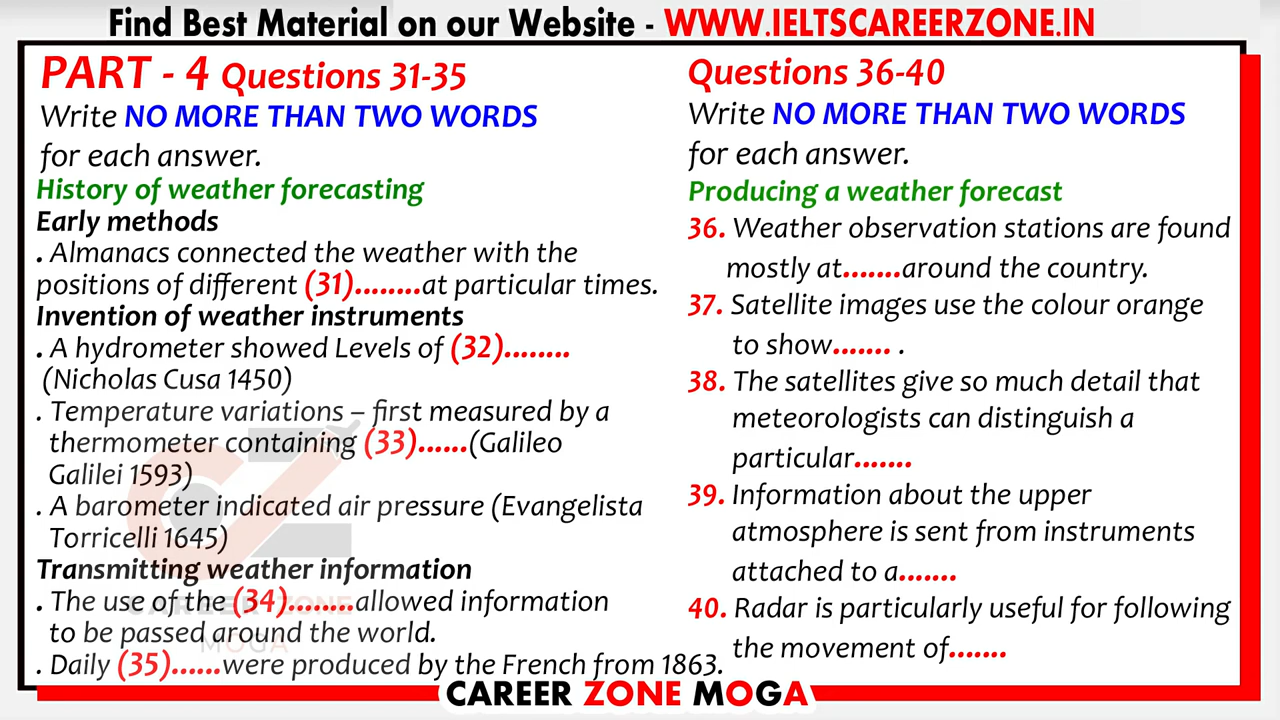 Find Best Material on our Website - WWW.IELTSCAREERZONE.IN
PART - 4 Questions 31-35
Write NO MORE THAN TWO WORDS
for each answer.
History of weather forecasting
Early methods
. Almanacs connected the weather with the
positions of different (31)........at particular times.
Invention of weather instruments
. A hydrometer showed Levels of (32)........
(Nicholas Cusa 1450)
. Temperature variations – first measured by a
thermometer containing (33)......(Galileo
Galilei 1593)
. A barometer indicated air pressure (Evangelista
Torricelli 1645)
Transmitting weather information
. The use of the (34)........allowed information
to be passed around the world.
. Daily (35)......were produced by the French from 1863.
Questions 36-40
Write NO MORE THAN TWO WORDS
for each answer.
Producing a weather forecast
36. Weather observation stations are found
mostly at.......around the country.
37. Satellite images use the colour orange
to show....... .
38. The satellites give so much detail that
meteorologists can distinguish a
particular.......
39. Information about the upper
atmosphere is sent from instruments
attached to a.......
40. Radar is particularly useful for following
the movement of.......
CAREER ZONE
MOGA
CAREER ZONE MOGA